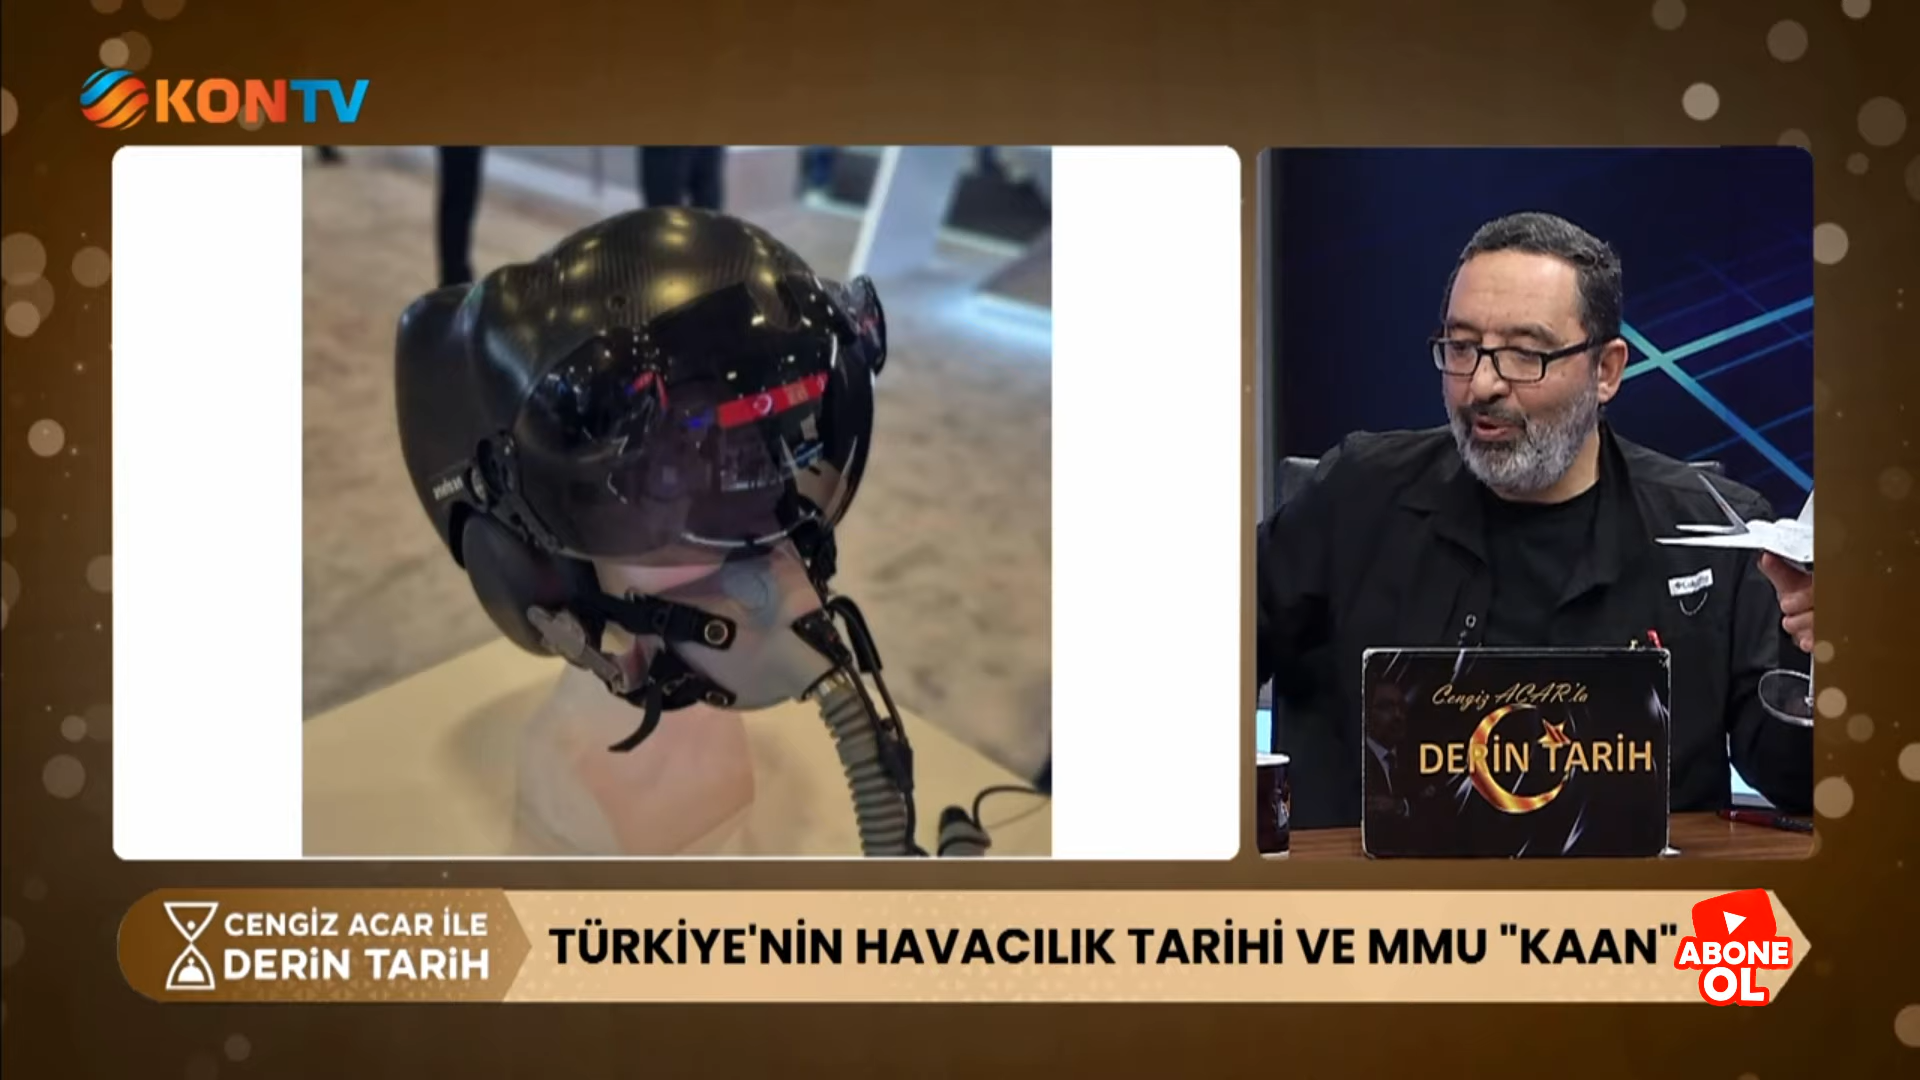 KONTV
aselsan
Cengiz ACAR'la
DERİN TARİH
CENGİZ ACAR İLE
DERİN TARİH
TÜRKİYE'NİN HAVACILIK TARİHİ VE MMU "KAAN"
ABONE
OL